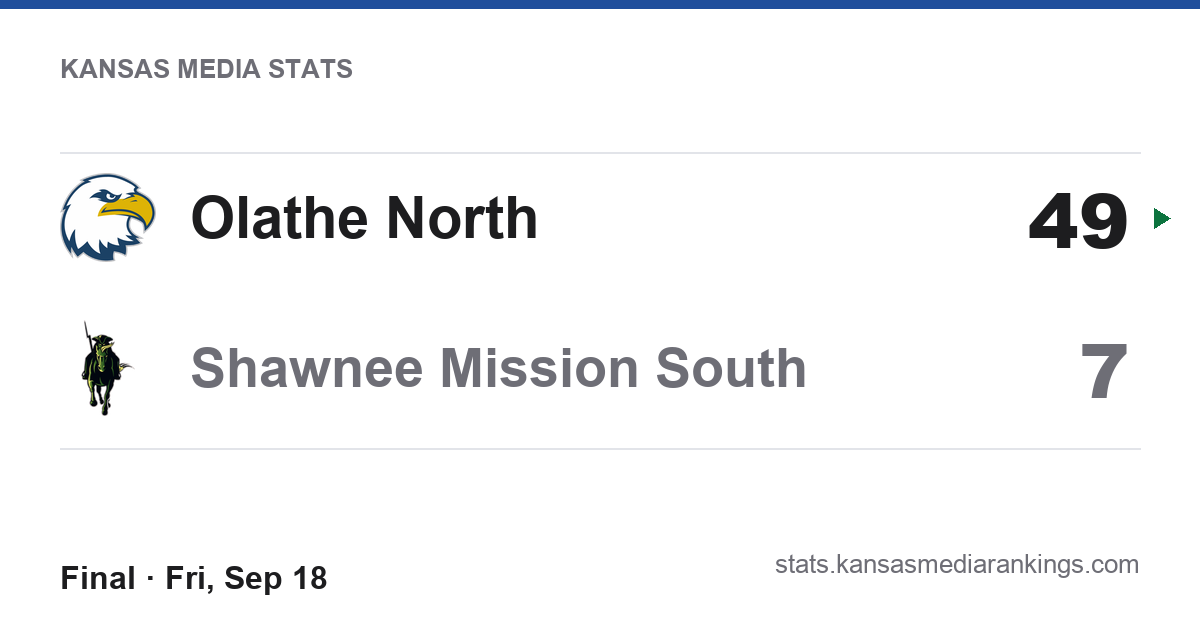 KANSAS MEDIA STATS
Olathe North 49
Shawnee Mission South 7
Final · Fri, Sep 18
stats.kansasmediarankings.com